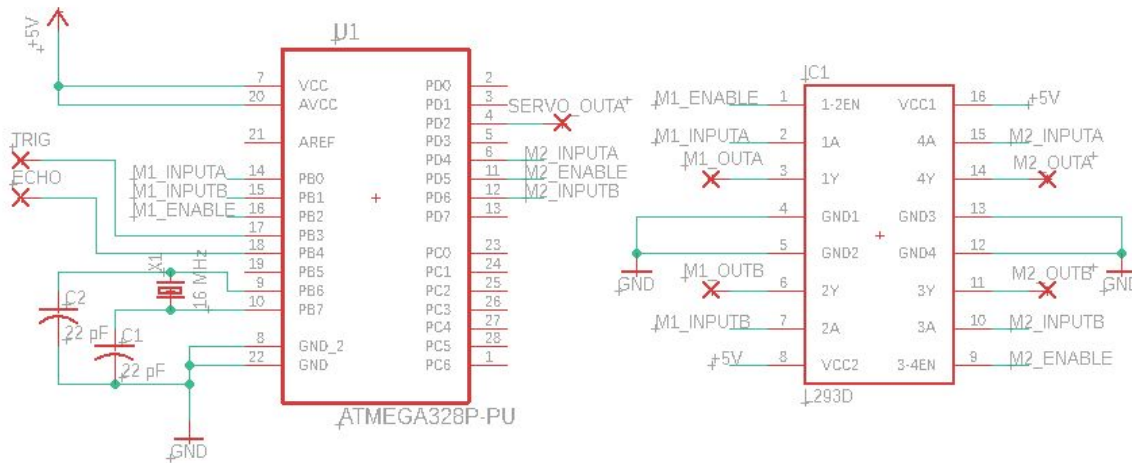 +5V
U1
7 VCC PD0 2
20 AVCC PD1 3
PD2 4 SERVO_OUTA
21 AREF PD3 5
TRIG
PD4 6 M2_INPUTA
ECHO
M1_INPUTA 14 PB0 PD5 11 M2_ENABLE
M1_INPUTB 15 PB1 PD6 12 M2_INPUTB
M1_ENABLE 16 PB2 PD7 13
17 PB3
18 PB4 PC0 23
19 PB5 PC1 24
X1
16 MHz
9 PB6 PC2 25
10 PB7 PC3 26
C2
22 pF
C1
22 pF
PC4 27
8 GND_2 PC5 28
22 GND PC6 1
ATMEGA328P-PU
GND
IC1
M1_ENABLE 1 1-2EN VCC1 16 +5V
M1_INPUTA 2 1A 4A 15 M2_INPUTA
M1_OUTA 3 1Y 4Y 14 M2_OUTA
4 GND1 GND3 13
5 GND2 GND4 12
GND
GND
M1_OUTB 6 2Y 3Y 11 M2_OUTB
M1_INPUTB 7 2A 3A 10 M2_INPUTB
+5V 8 VCC2 3-4EN 9 M2_ENABLE
L293D